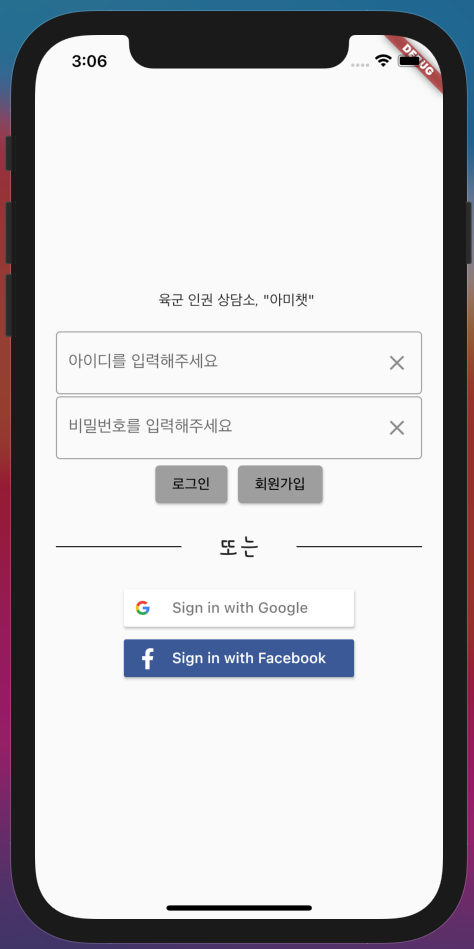 3:06
DEBUG
육군 인권 상담소, "아미챗"
아이디를 입력해주세요
비밀번호를 입력해주세요
로그인
회원가입
또는
Sign in with Google
Sign in with Facebook